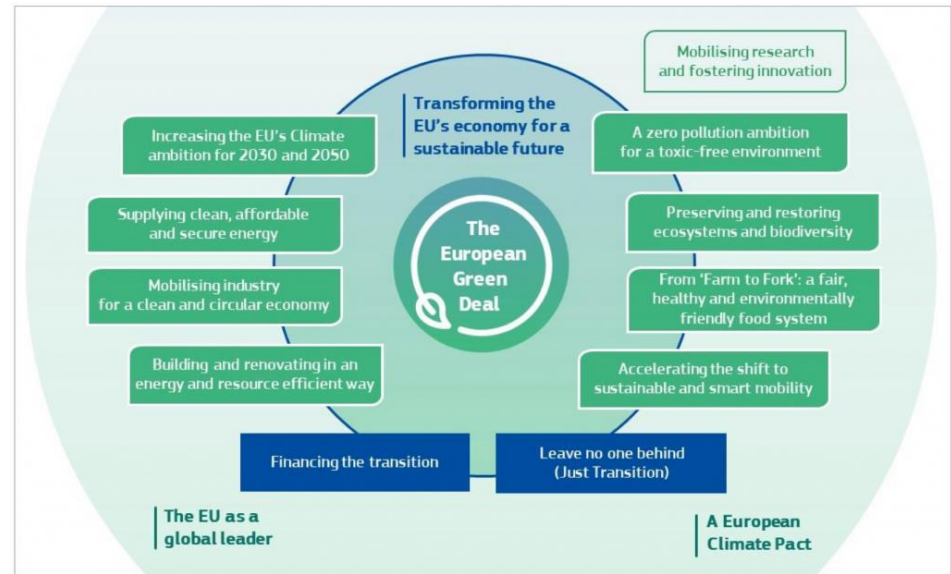 Mobilising research
and fostering innovation
Transforming the
EU's economy for a
sustainable future
Increasing the EU's Climate
ambition for 2030 and 2050
A zero pollution ambition
for a toxic-free environment
Supplying clean, affordable
and secure energy
The
European
Green
Deal
Preserving and restoring
ecosystems and biodiversity
Mobilising industry
for a clean and circular economy
From 'Farm to Fork': a fair,
healthy and environmentally
friendly food system
Building and renovating in an
energy and resource efficient way
Accelerating the shift to
sustainable and smart mobility
Financing the transition
Leave no one behind
(Just Transition)
The EU as a
global leader
A European
Climate Pact